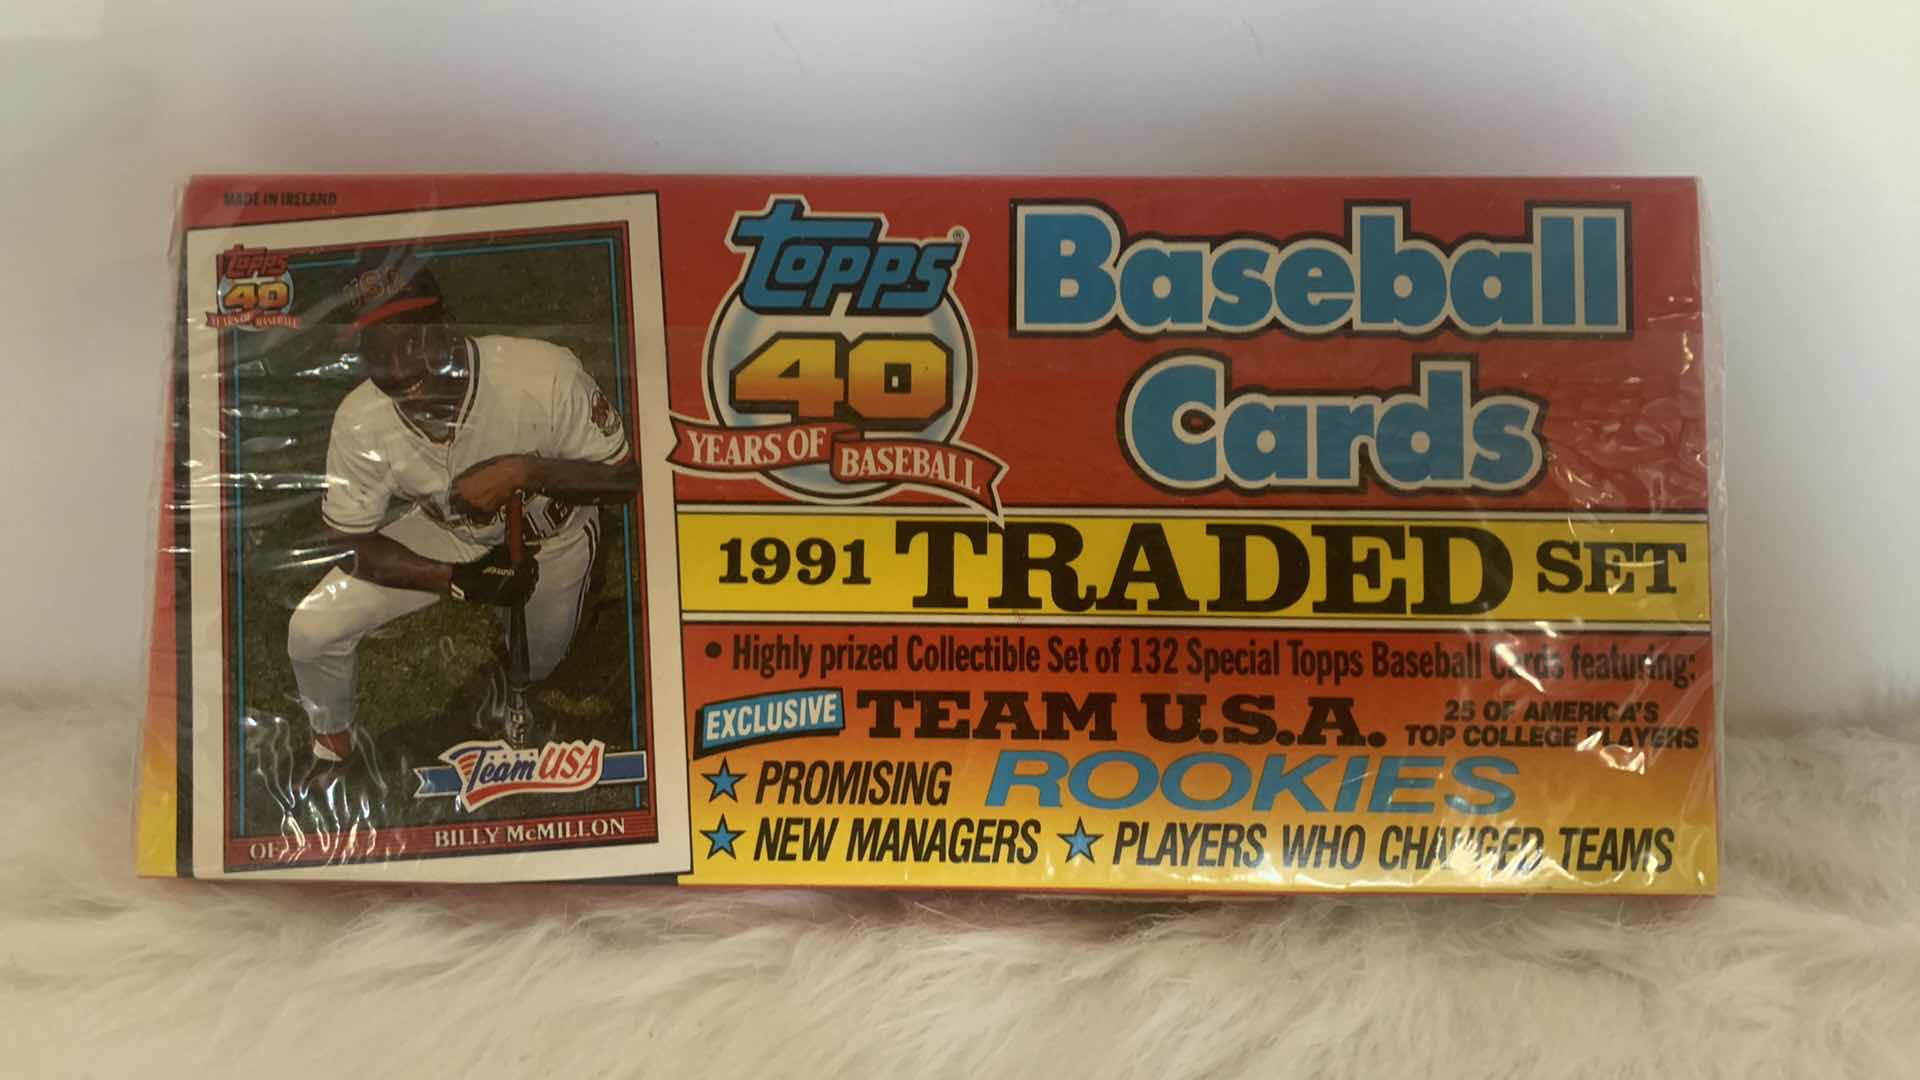 MADE IN IRELAND
Topps
40
YEARS OF BASEBALL
USA
Team USA
BILLY McMILLON
Topps®
40
YEARS OF BASEBALL
Baseball
Cards
1991 TRADED SET
• Highly prized Collectible Set of 132 Special Topps Baseball Cards featuring:
EXCLUSIVE TEAM U.S.A. 25 OF AMERICA'S
TOP COLLEGE PLAYERS
★ PROMISING ROOKIES
★ NEW MANAGERS ★ PLAYERS WHO CHANGED TEAMS